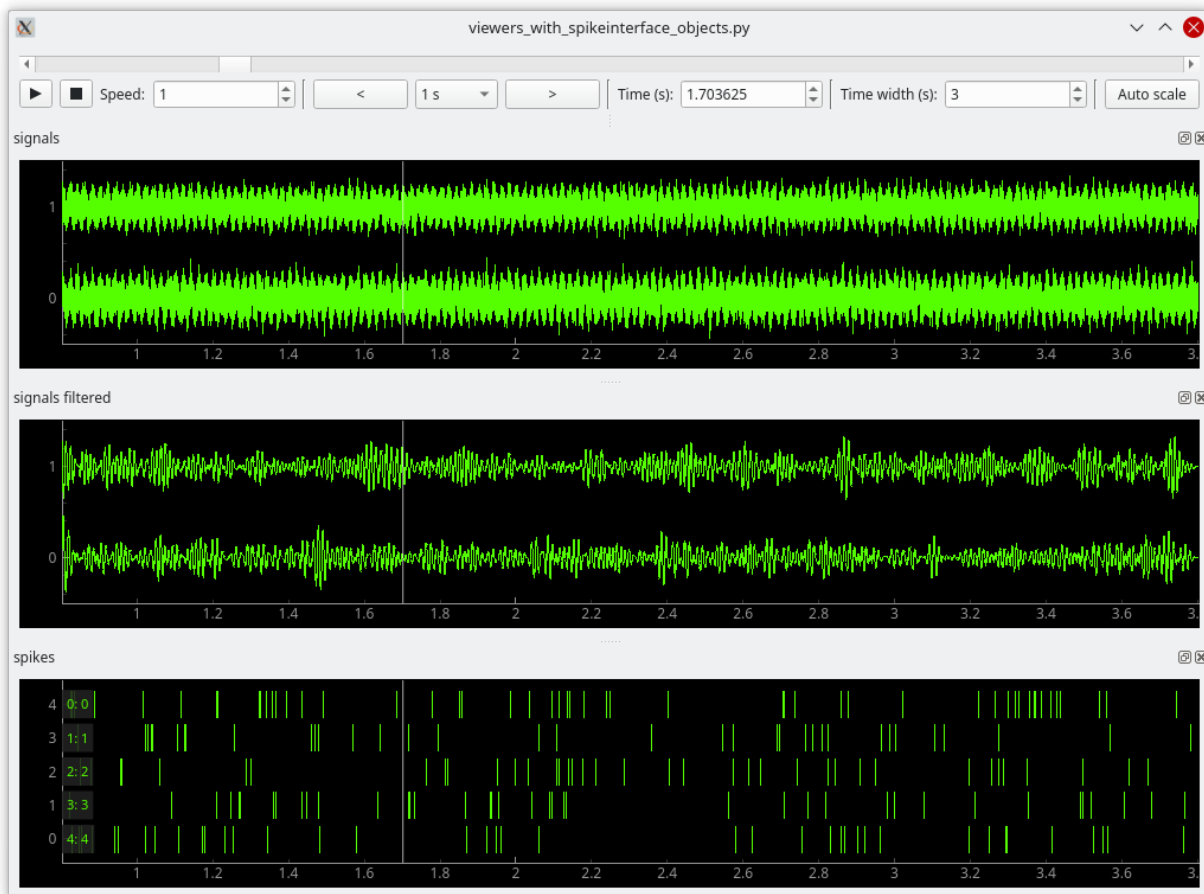 viewers_with_spikeinterface_objects.py
Speed: 1 < 1 s > Time (s): 1.703625 Time width (s): 3 Auto scale
signals
1
0
1 1.2 1.4 1.6 1.8 2 2.2 2.4 2.6 2.8 3 3.2 3.4 3.6 3.
signals filtered
1
0
1 1.2 1.4 1.6 1.8 2 2.2 2.4 2.6 2.8 3 3.2 3.4 3.6 3.
spikes
4 0: 0
3 1: 1
2 2: 2
1 3: 3
0 4: 4
1 1.2 1.4 1.6 1.8 2 2.2 2.4 2.6 2.8 3 3.2 3.4 3.6 3.